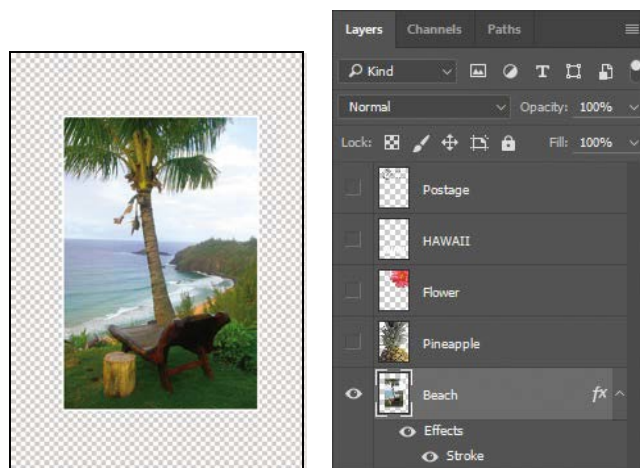 Layers Channels Paths
Kind
Normal Opacity: 100%
Lock: Fill: 100%
Postage
HAWAII
Flower
Pineapple
Beach fx
Effects
Stroke